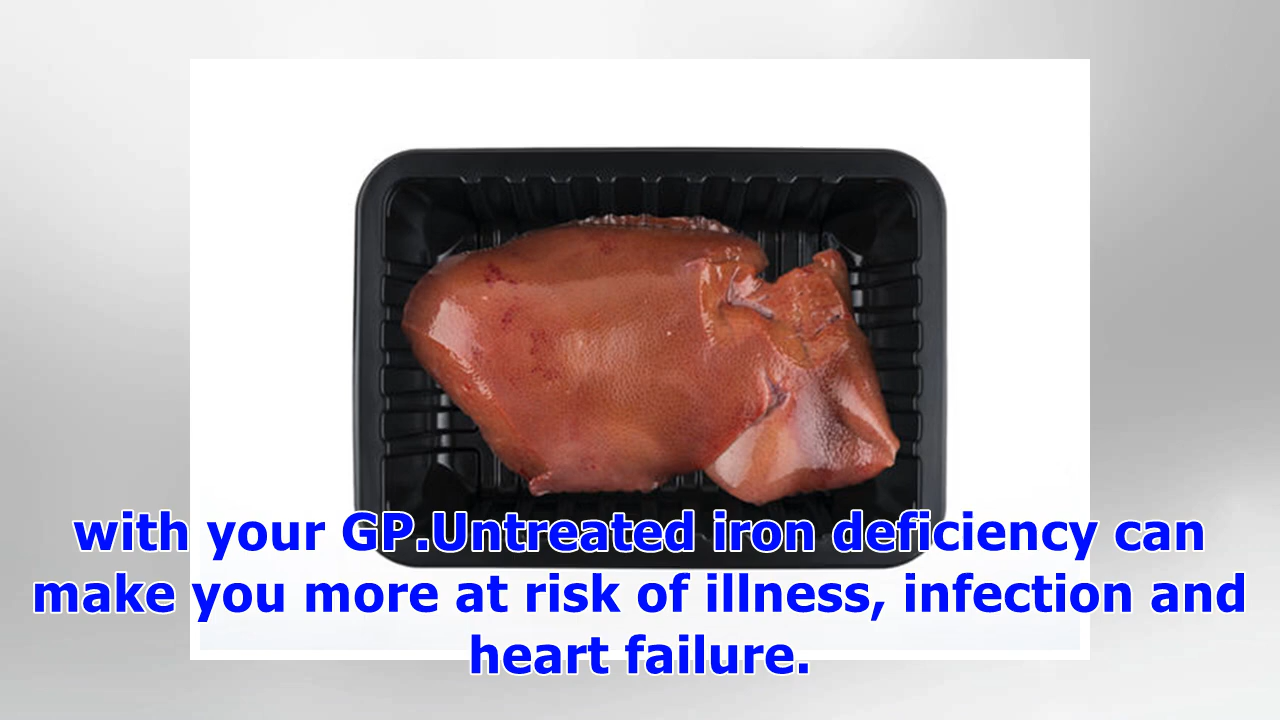 with your GP.Untreated iron deficiency can
make you more at risk of illness, infection and
heart failure.